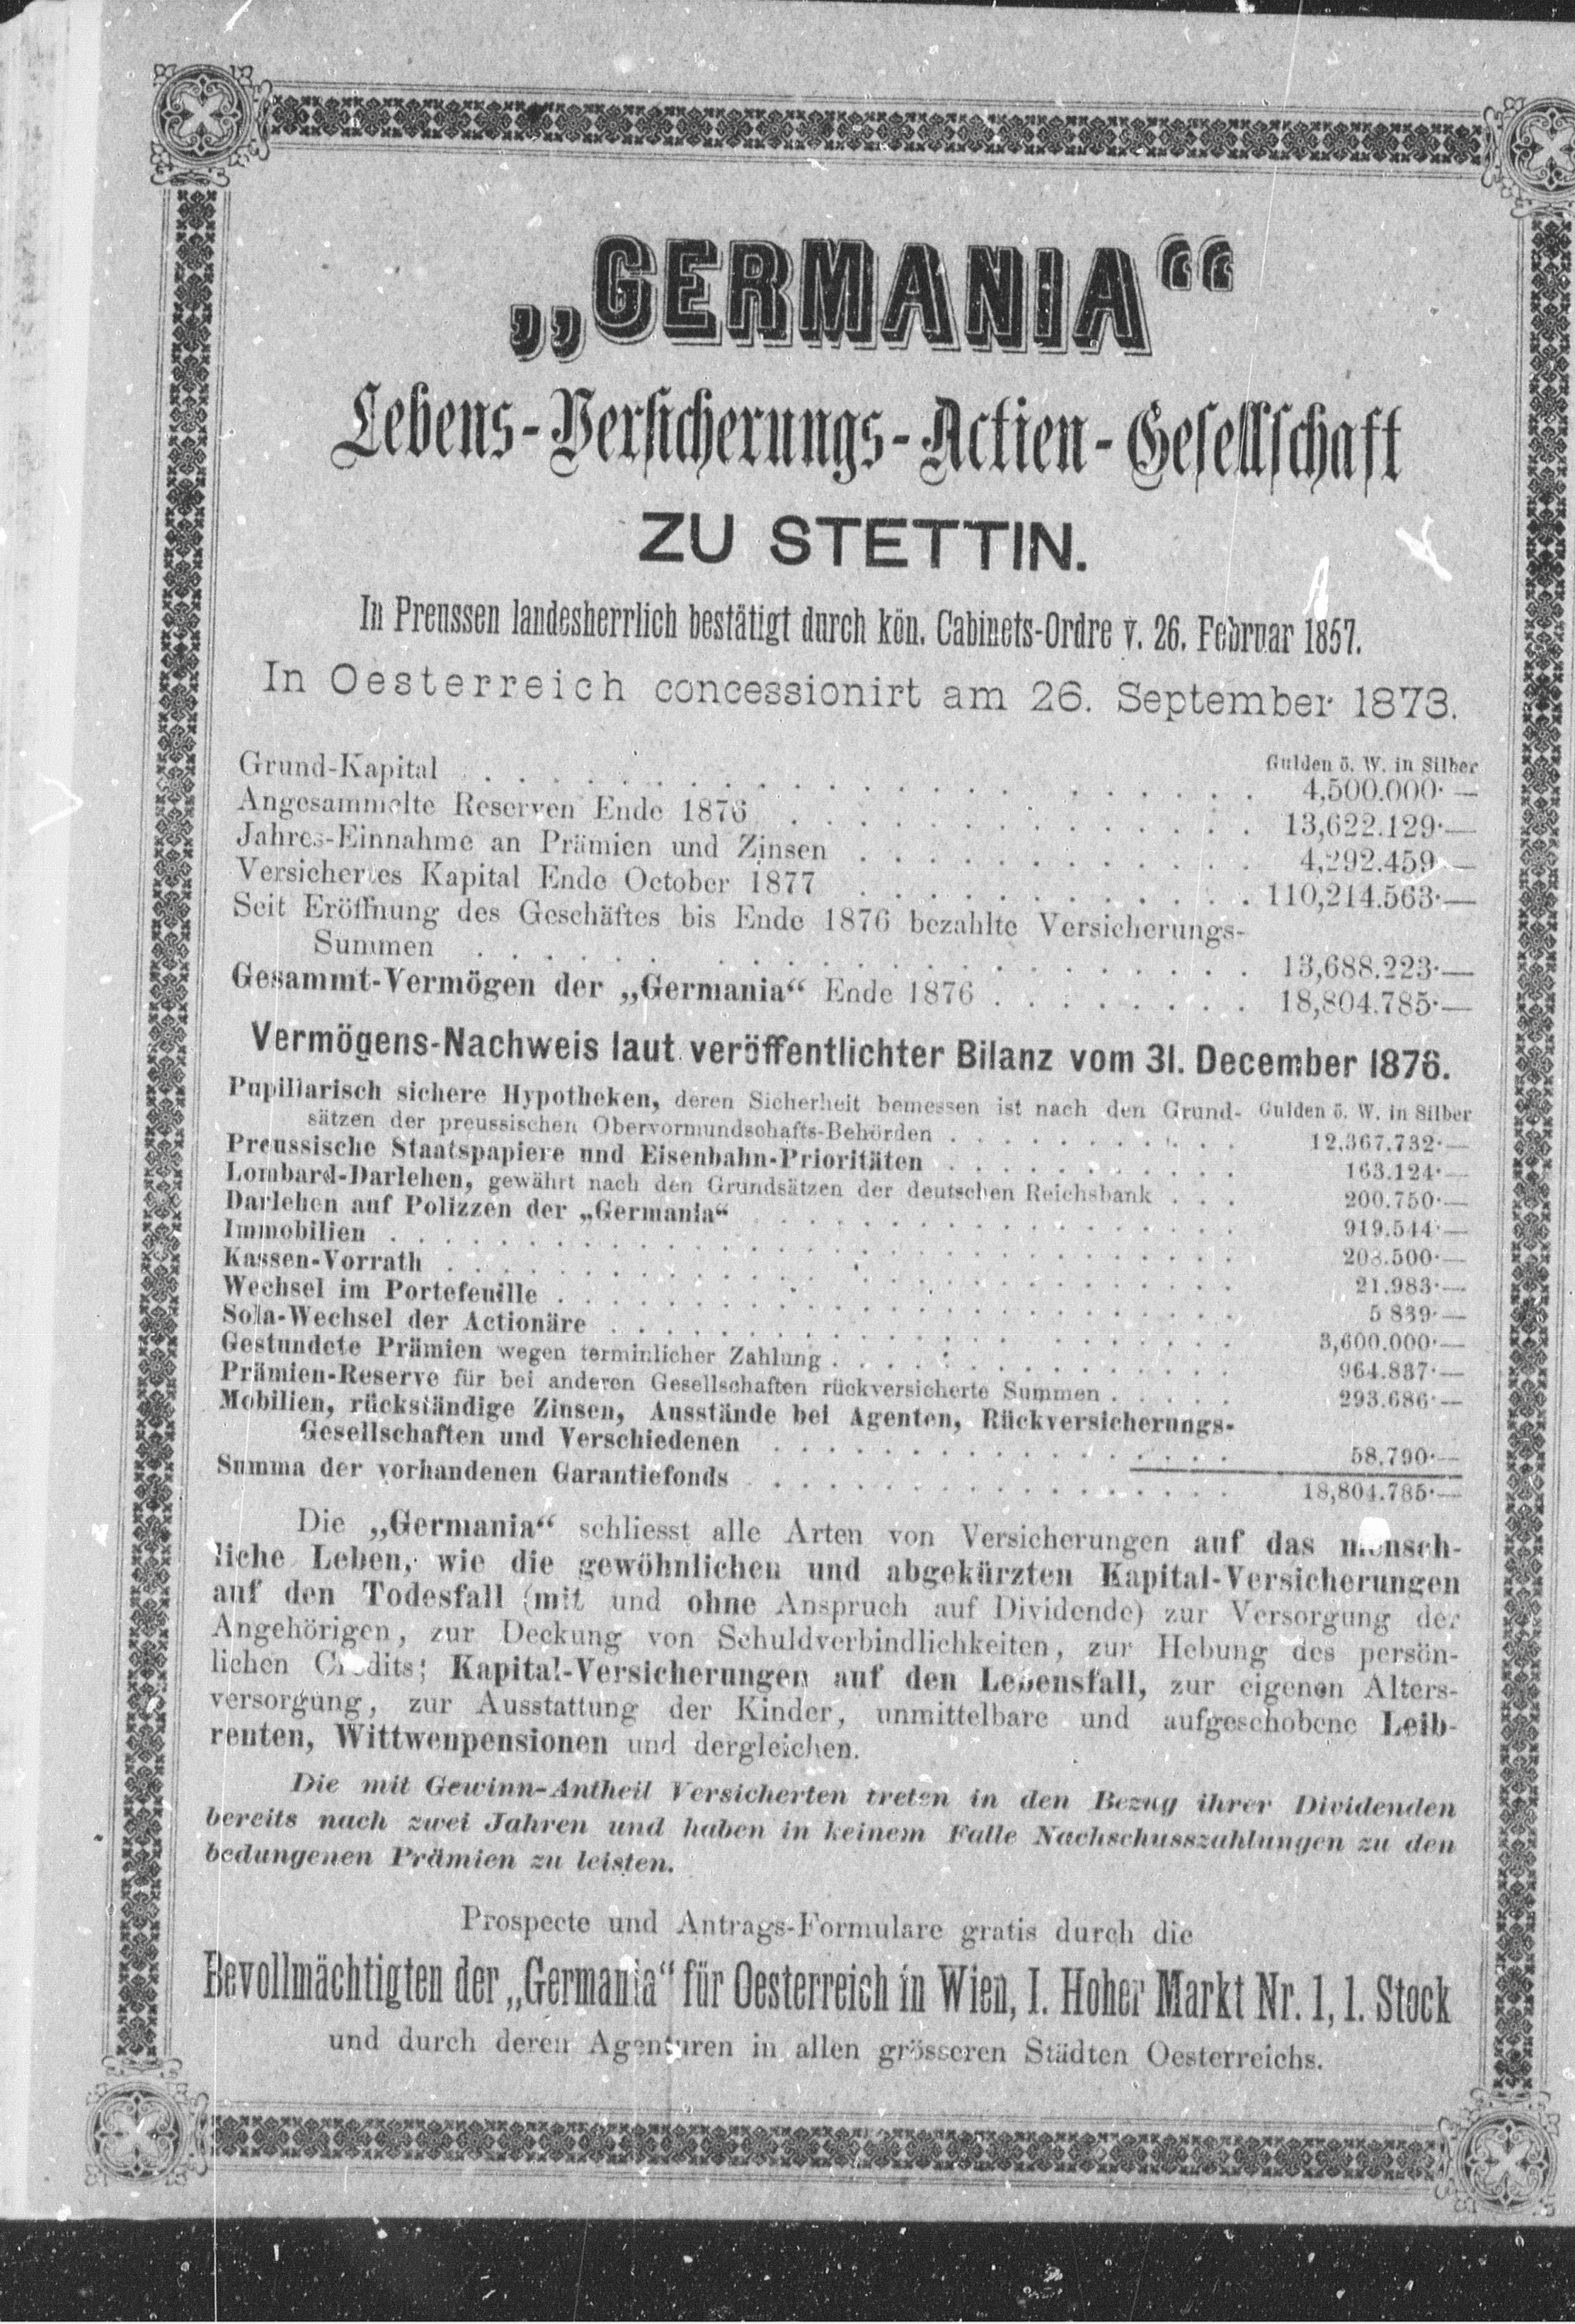 „GERMANIA“
Lebens-Versicherungs-Actien-Gesellschaft
ZU STETTIN.
In Preussen landesherrlich bestätigt durch kön. Cabinets-Ordre v. 26. Februar 1857.
In Oesterreich concessionirt am 26. September 1873.
Gulden ö. W. in Silber
Grund-Kapital . . . 4,500.000·—
Angesammelte Reserven Ende 1876 . . . 13,622.129·—
Jahres-Einnahme an Prämien und Zinsen . . . 4,292.459·—
Versichertes Kapital Ende October 1877 . . . 110,214.563·—
Seit Eröffnung des Geschäftes bis Ende 1876 bezahlte Versicherungs-
Summen . . . 13,688.223·—
Gesammt-Vermögen der „Germania“ Ende 1876 . . . 18,804.785·—
Vermögens-Nachweis laut veröffentlichter Bilanz vom 31. December 1876.
Pupillarisch sichere Hypotheken, deren Sicherheit bemessen ist nach den Grund- Gulden ö. W. in Silber
sätzen der preussischen Obervormundschafts-Behörden . . . 12,367.732·—
Preussische Staatspapiere und Eisenbahn-Prioritäten . . . 163.124·—
Lombard-Darlehen, gewährt nach den Grundsätzen der deutschen Reichsbank . . . 200.750·—
Darlehen auf Polizzen der „Germania“ . . . 919.544·—
Immobilien . . . 208.500·—
Kassen-Vorrath . . . 21.983·—
Wechsel im Portefeuille . . . 5 839·—
Sola-Wechsel der Actionäre . . . 3,600.000·—
Gestundete Prämien wegen terminlicher Zahlung . . . 964.837·—
Prämien-Reserve für bei anderen Gesellschaften rückversicherte Summen . . . 293.686·—
Mobilien, rückständige Zinsen, Ausstände bei Agenten, Rückversicherungs-
Gesellschaften und Verschiedenen . . . 58.790·—
Summa der vorhandenen Garantiefonds . . . 18,804.785·—
Die „Germania“ schliesst alle Arten von Versicherungen auf das mensch-
liche Leben, wie die gewöhnlichen und abgekürzten Kapital-Versicherungen
auf den Todesfall (mit und ohne Anspruch auf Dividende) zur Versorgung der
Angehörigen, zur Deckung von Schuldverbindlichkeiten, zur Hebung des persön-
lichen Credits; Kapital-Versicherungen auf den Lebensfall, zur eigenen Alters-
versorgung, zur Ausstattung der Kinder, unmittelbare und aufgeschobene Leib-
renten, Wittwenpensionen und dergleichen.
Die mit Gewinn-Antheil Versicherten treten in den Bezug ihrer Dividenden
bereits nach zwei Jahren und haben in keinem Falle Nachschusszahlungen zu den
bedungenen Prämien zu leisten.
Prospecte und Antrags-Formulare gratis durch die
Bevollmächtigten der „Germania“ für Oesterreich in Wien, I. Hoher Markt Nr. 1, 1. Stock
und durch deren Agenturen in allen grösseren Städten Oesterreichs.